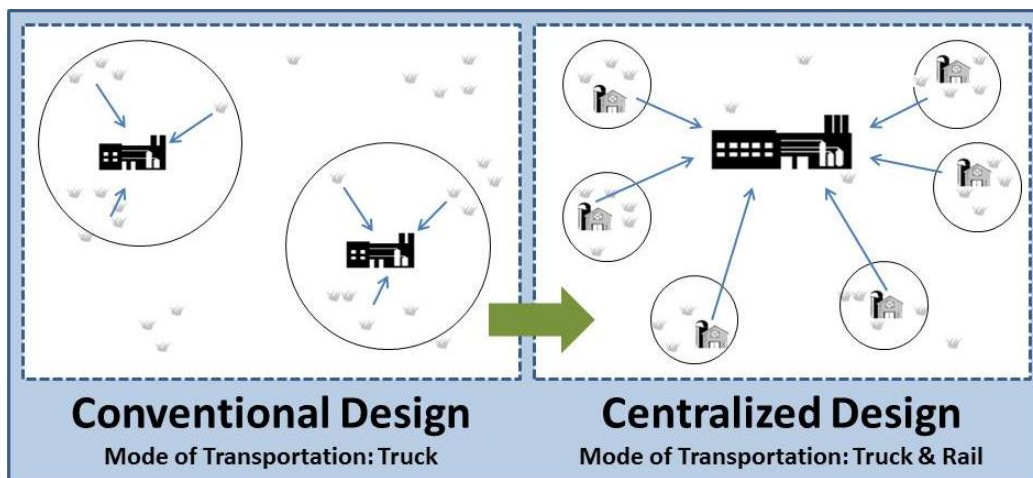 Conventional Design
Mode of Transportation: Truck
Centralized Design
Mode of Transportation: Truck & Rail